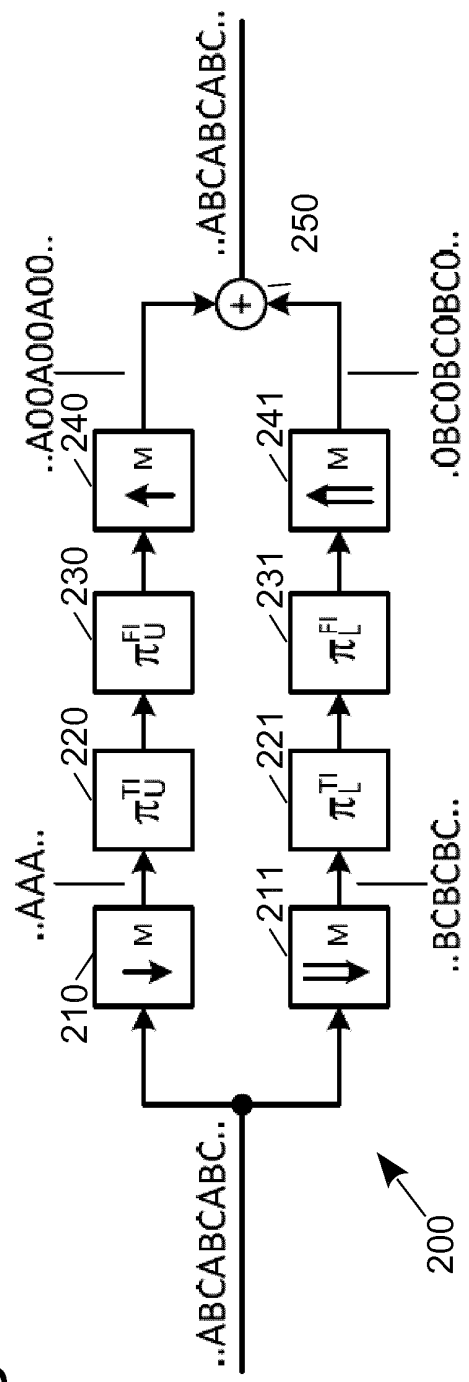 ..AAA..
..A00A00A00..
210
220
230
240
↓ M
π_U^TI
π_U^FI
↑ M
..ABCABCABC..
..ABCABCABC..
+
250
211
221
231
241
⇓ M
π_L^TI
π_L^FI
⇑ M
..BCBCBC..
.0BC0BC0BC0..
200